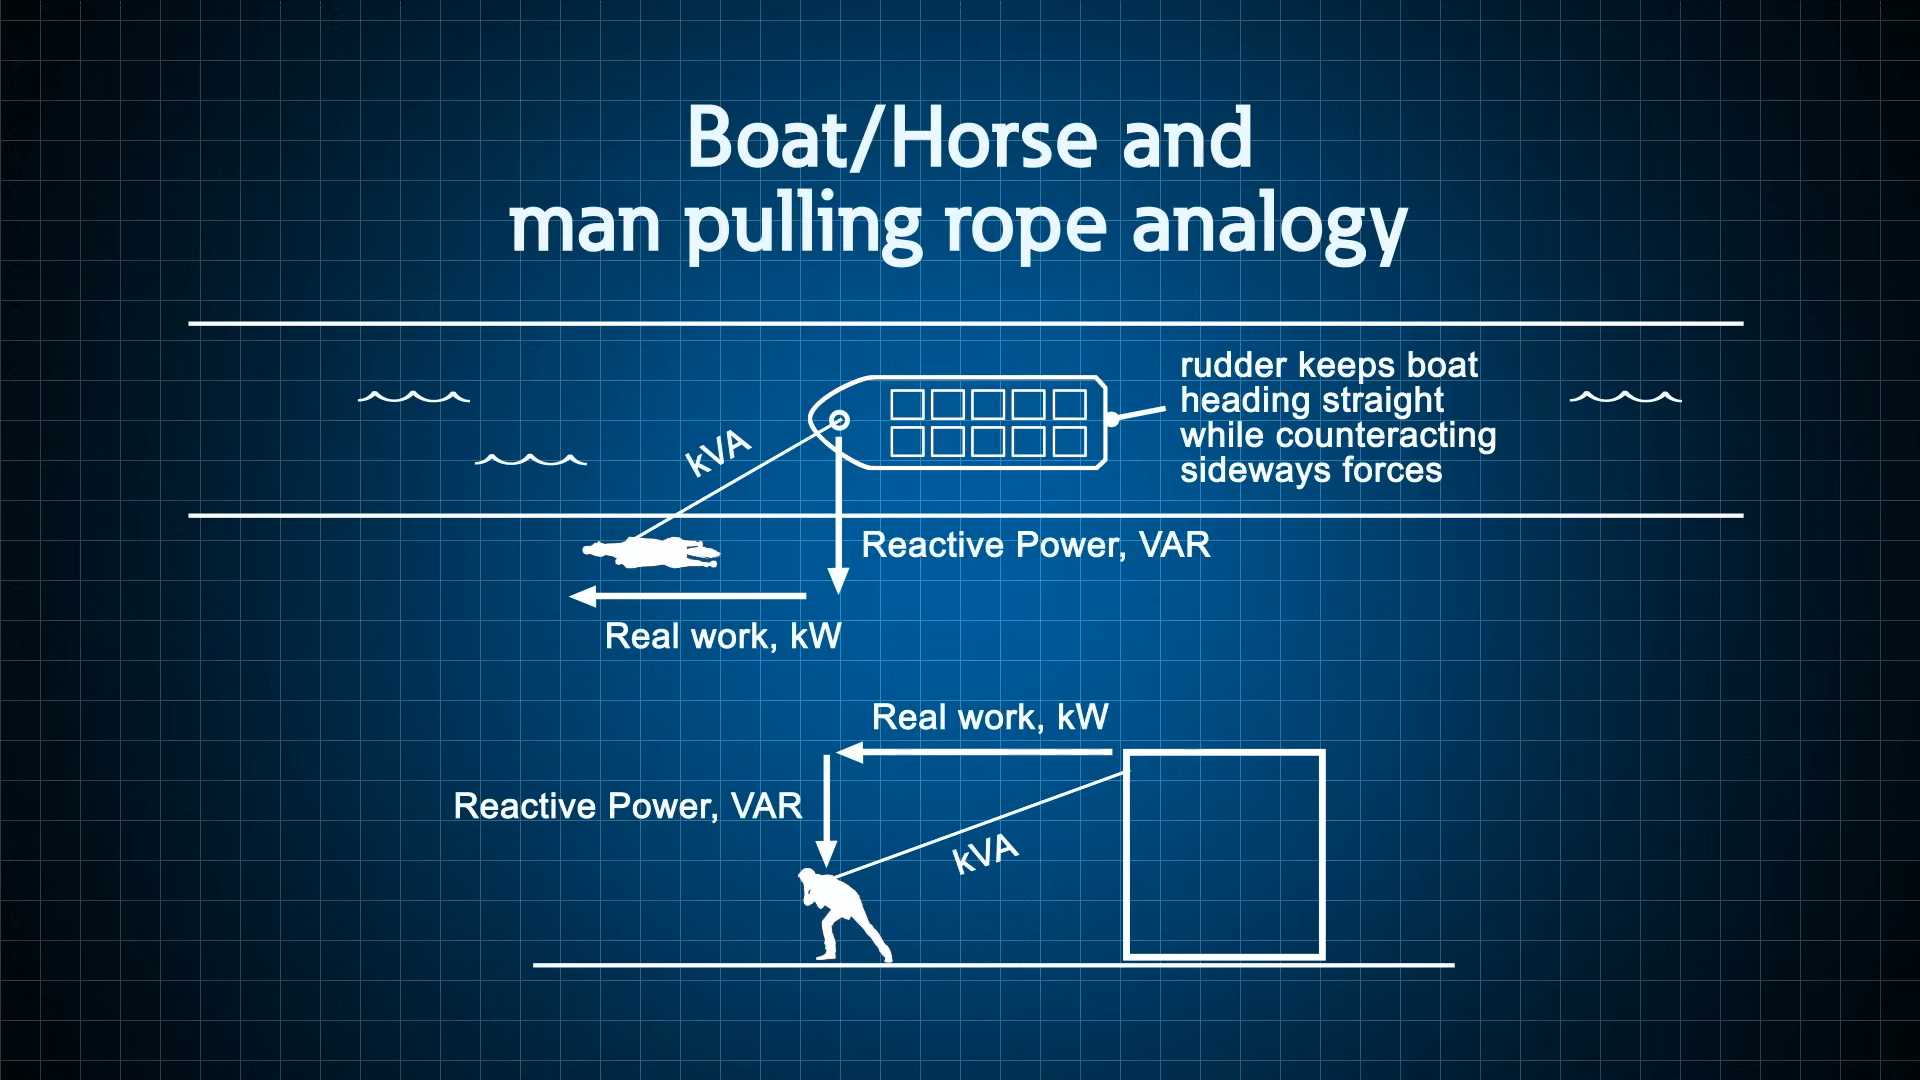 Boat/Horse and
man pulling rope analogy
rudder keeps boat
heading straight
while counteracting
sideways forces
kVA
Reactive Power, VAR
Real work, kW
Real work, kW
Reactive Power, VAR
kVA